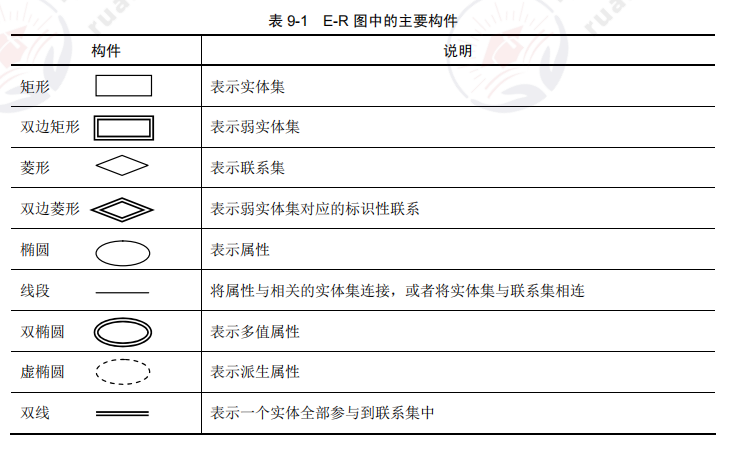 表 9-1 E-R 图中的主要构件
构件 说明
矩形 表示实体集
双边矩形 表示弱实体集
菱形 表示联系集
双边菱形 表示弱实体集对应的标识性联系
椭圆 表示属性
线段 将属性与相关的实体集连接，或者将实体集与联系集相连
双椭圆 表示多值属性
虚椭圆 表示派生属性
双线 表示一个实体全部参与到联系集中